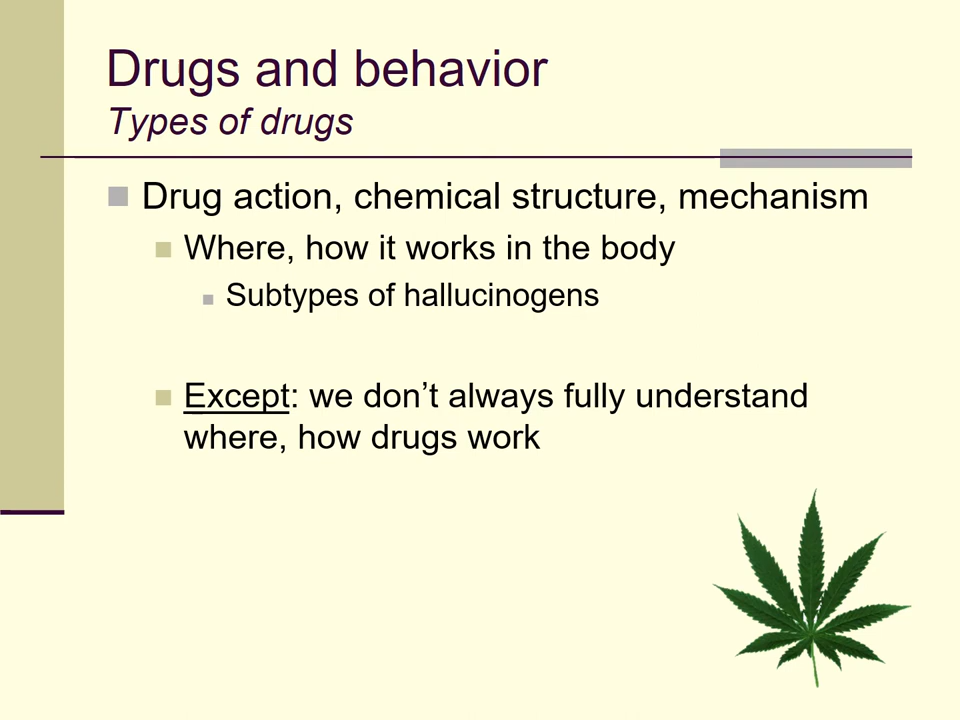 Drugs and behavior
Types of drugs
Drug action, chemical structure, mechanism
Where, how it works in the body
Subtypes of hallucinogens
Except: we don’t always fully understand
where, how drugs work